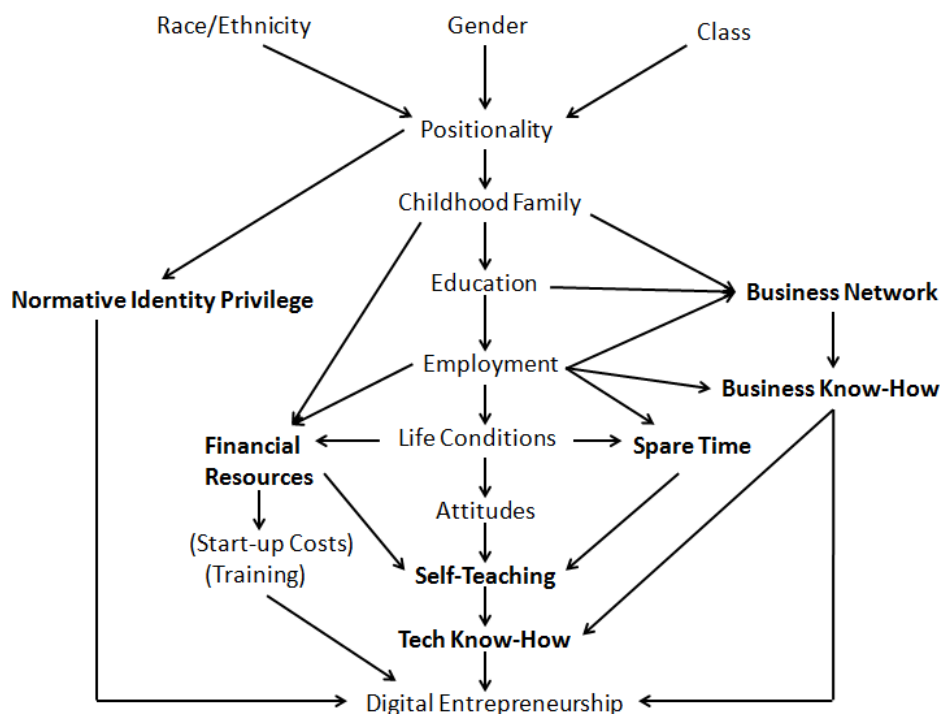 Race/Ethnicity
Gender
Class
Positionality
Childhood Family
Education
Normative Identity Privilege
Business Network
Employment
Business Know-How
Life Conditions
Financial
Resources
Spare Time
Attitudes
(Start-up Costs)
(Training)
Self-Teaching
Tech Know-How
Digital Entrepreneurship